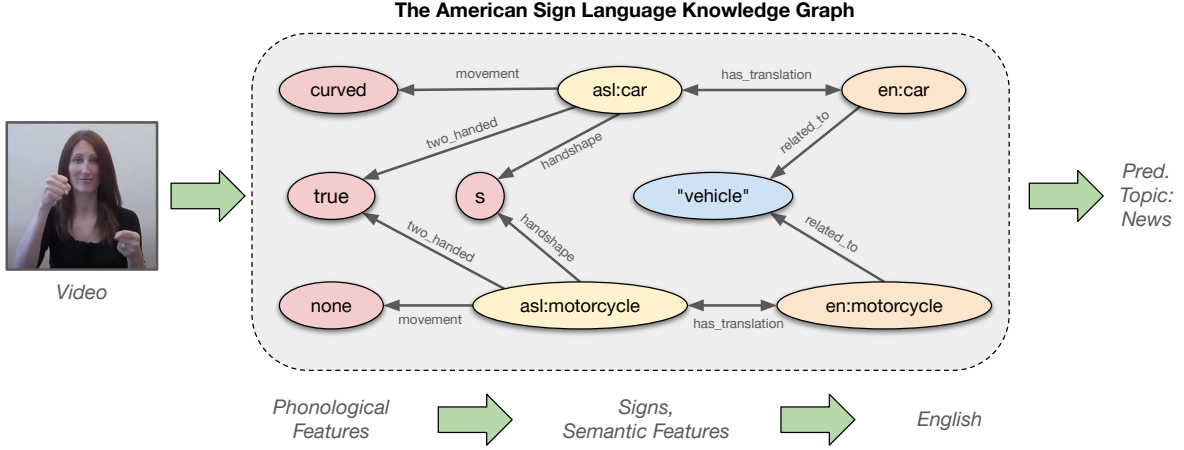 The American Sign Language Knowledge Graph
curved
movement
asl:car
has_translation
en:car
two_handed
handshape
related_to
true
s
"vehicle"
Pred.
Topic:
News
two_handed
handshape
related_to
Video
none
movement
asl:motorcycle
has_translation
en:motorcycle
Phonological
Features
Signs,
Semantic Features
English